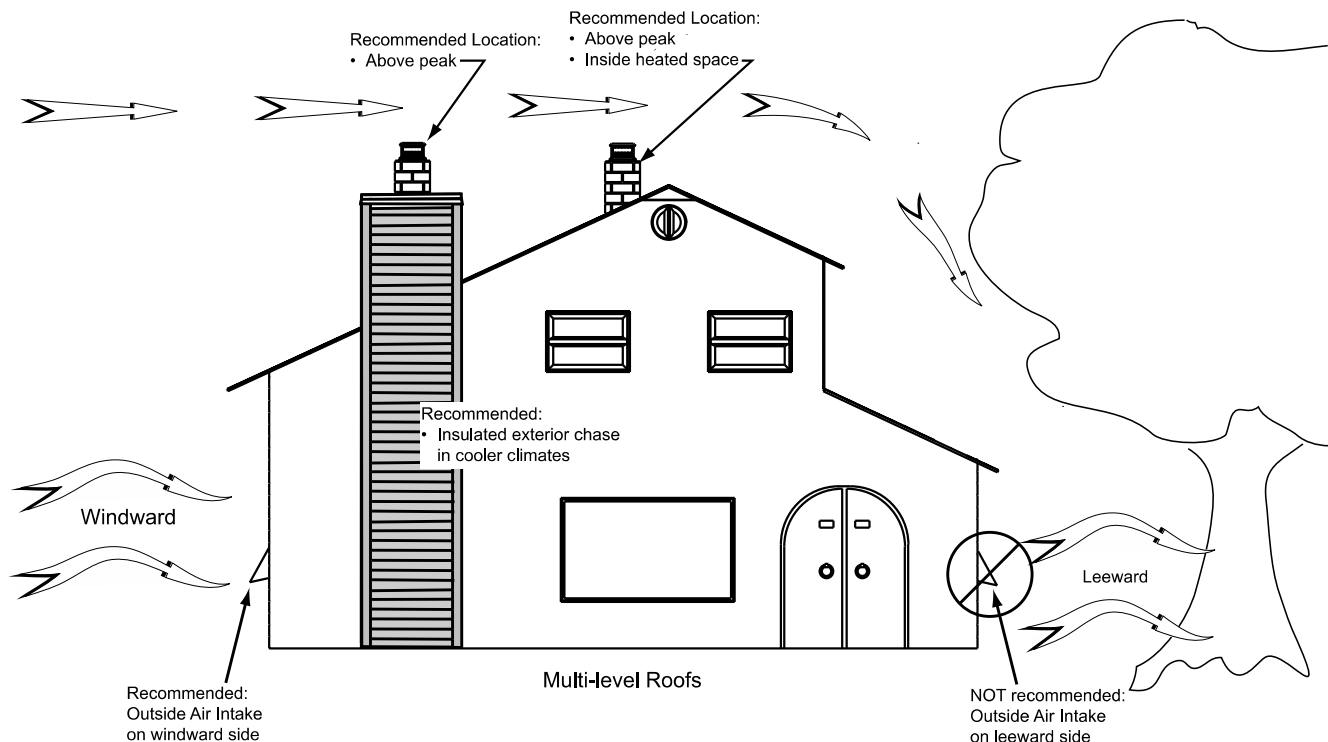 Recommended Location:
• Above peak
Recommended Location:
• Above peak
• Inside heated space
Recommended:
• Insulated exterior chase
in cooler climates
Windward
Leeward
Recommended:
Outside Air Intake
on windward side
Multi-level Roofs
NOT recommended:
Outside Air Intake
on leeward side